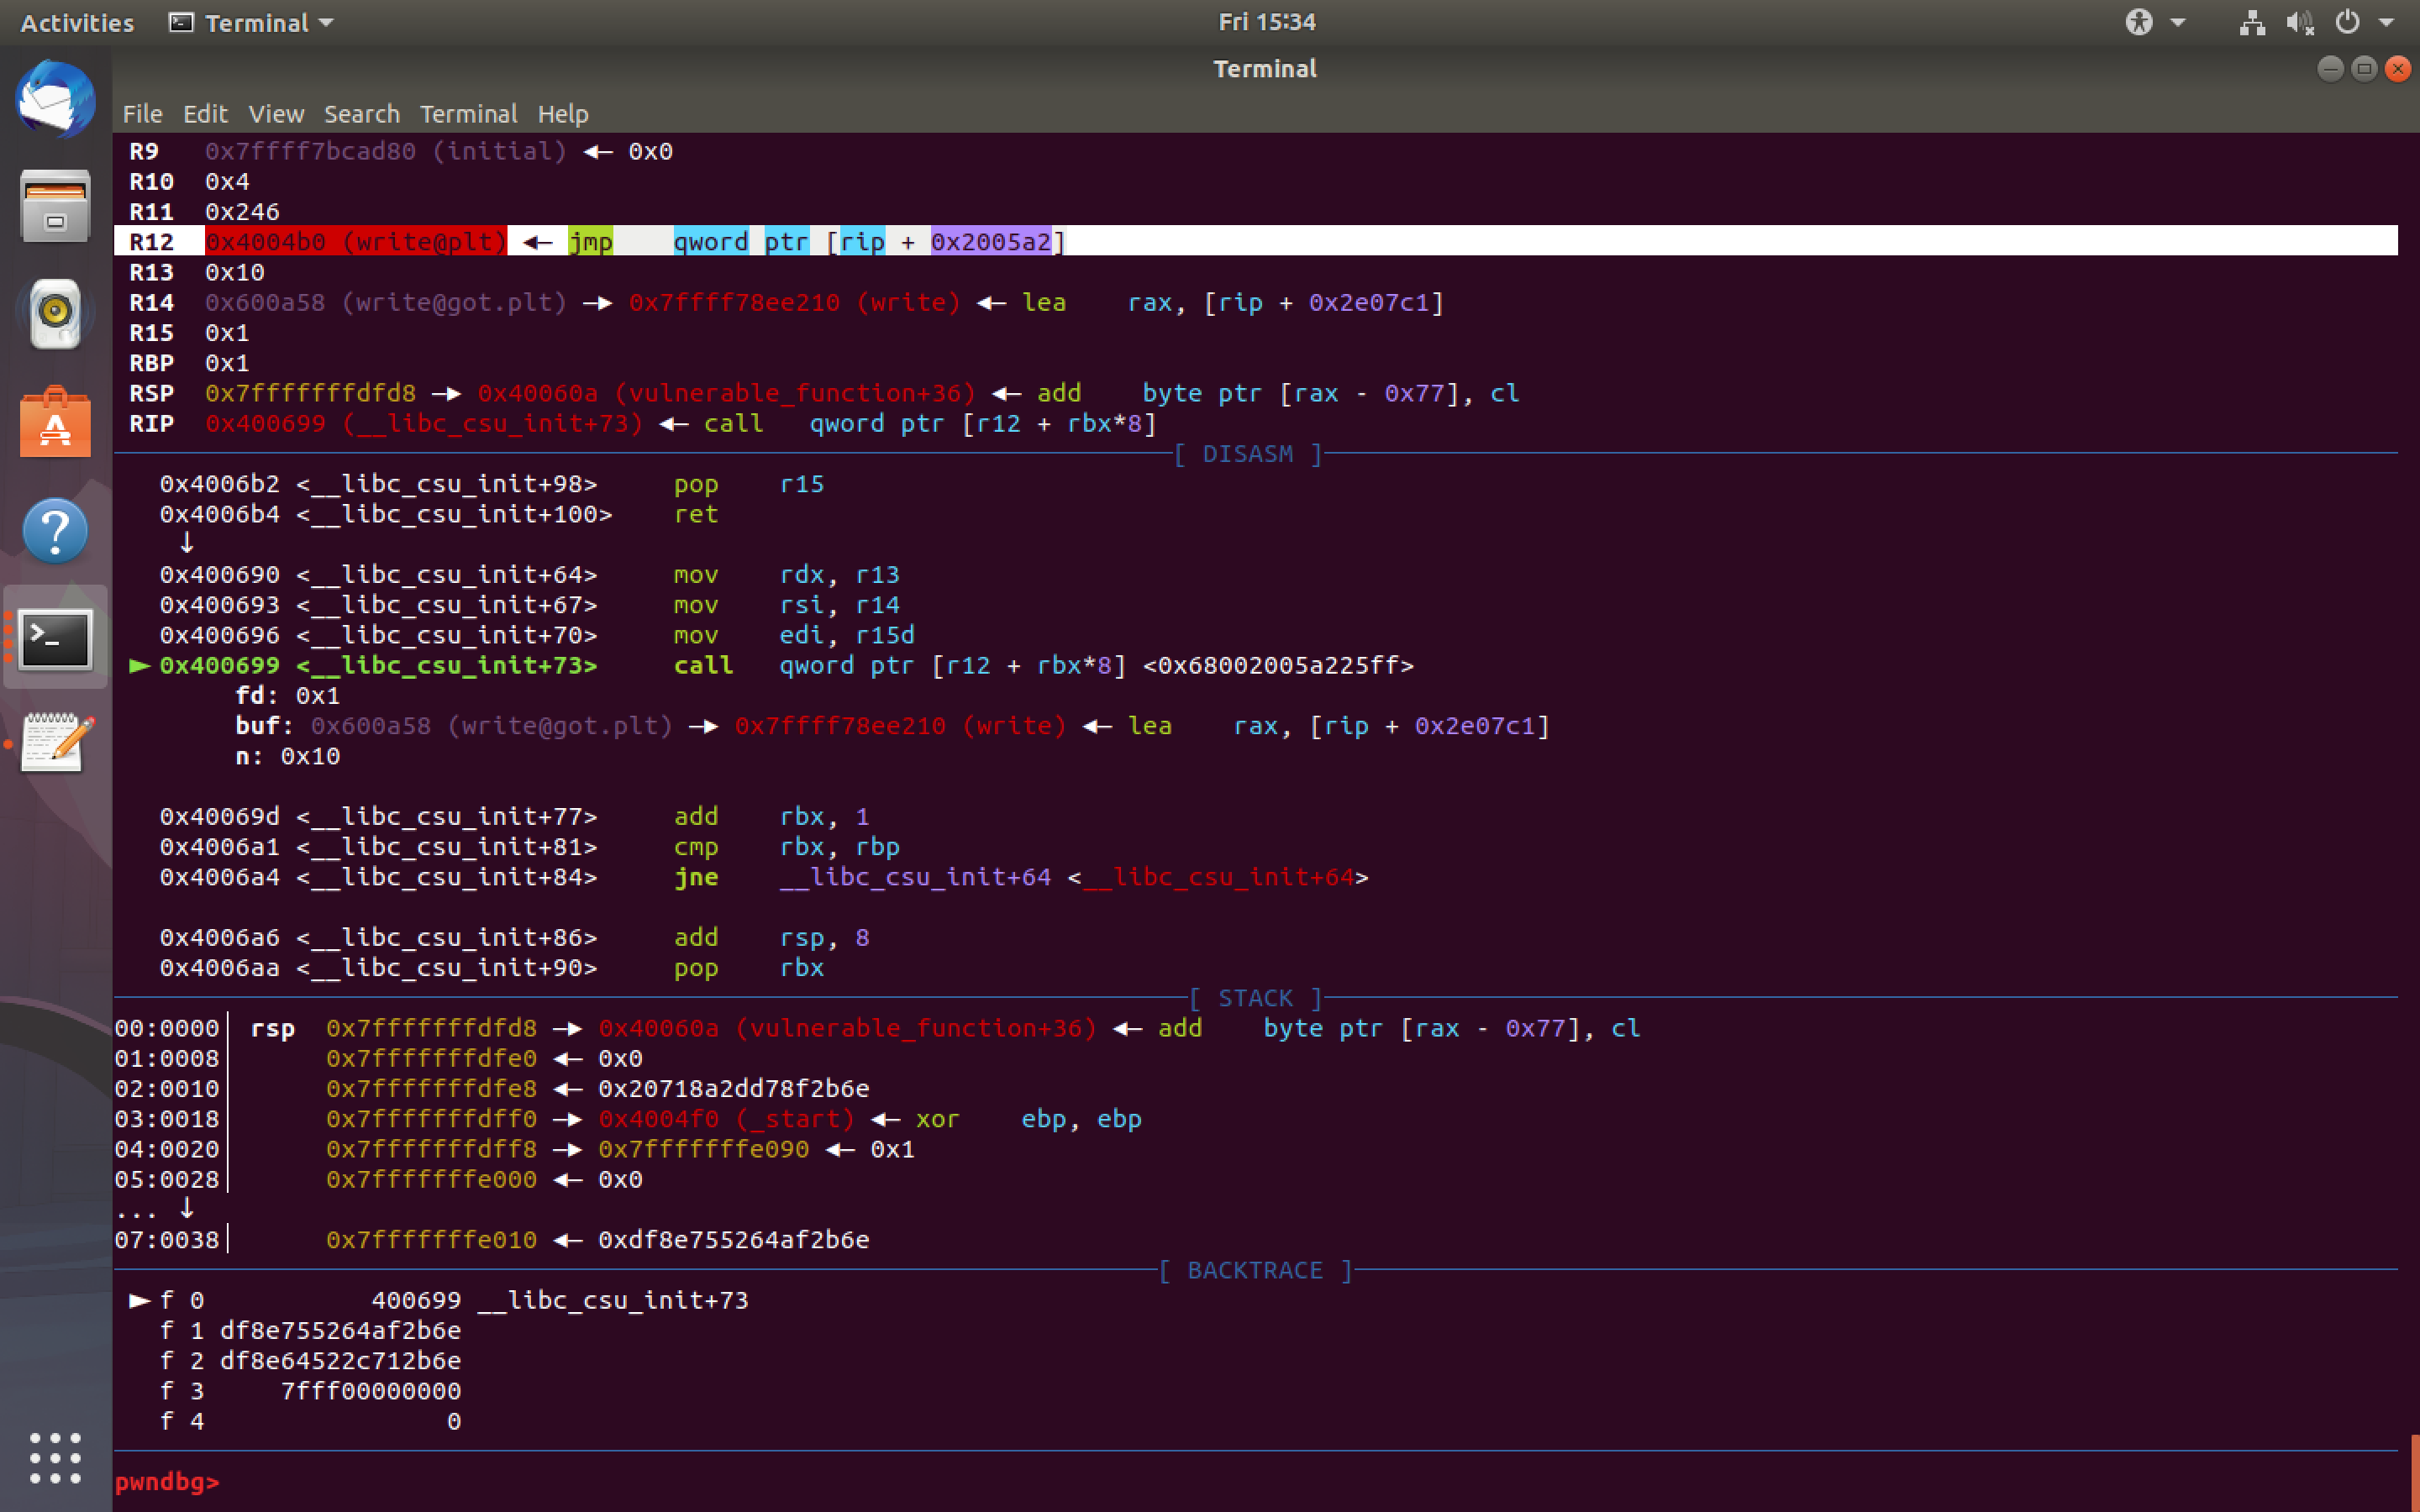 Activities Terminal Fri 15:34
Terminal
File Edit View Search Terminal Help
R9 0x7ffff7bcad80 (initial) ◂— 0x0
R10 0x4
R11 0x246
R12 0x4004b0 (write@plt) ◂— jmp qword ptr [rip + 0x2005a2]
R13 0x10
R14 0x600a58 (write@got.plt) —▸ 0x7ffff78ee210 (write) ◂— lea rax, [rip + 0x2e07c1]
R15 0x1
RBP 0x1
RSP 0x7fffffffdfd8 —▸ 0x40060a (vulnerable_function+36) ◂— add byte ptr [rax - 0x77], cl
RIP 0x400699 (__libc_csu_init+73) ◂— call qword ptr [r12 + rbx*8]
[ DISASM ]
0x4006b2 <__libc_csu_init+98> pop r15
0x4006b4 <__libc_csu_init+100> ret
↓
0x400690 <__libc_csu_init+64> mov rdx, r13
0x400693 <__libc_csu_init+67> mov rsi, r14
0x400696 <__libc_csu_init+70> mov edi, r15d
► 0x400699 <__libc_csu_init+73> call qword ptr [r12 + rbx*8] <0x68002005a225ff>
fd: 0x1
buf: 0x600a58 (write@got.plt) —▸ 0x7ffff78ee210 (write) ◂— lea rax, [rip + 0x2e07c1]
n: 0x10
0x40069d <__libc_csu_init+77> add rbx, 1
0x4006a1 <__libc_csu_init+81> cmp rbx, rbp
0x4006a4 <__libc_csu_init+84> jne __libc_csu_init+64 <__libc_csu_init+64>
0x4006a6 <__libc_csu_init+86> add rsp, 8
0x4006aa <__libc_csu_init+90> pop rbx
[ STACK ]
00:0000│ rsp 0x7fffffffdfd8 —▸ 0x40060a (vulnerable_function+36) ◂— add byte ptr [rax - 0x77], cl
01:0008│ 0x7fffffffdfe0 ◂— 0x0
02:0010│ 0x7fffffffdfe8 ◂— 0x20718a2dd78f2b6e
03:0018│ 0x7fffffffdff0 —▸ 0x4004f0 (_start) ◂— xor ebp, ebp
04:0020│ 0x7fffffffdff8 —▸ 0x7fffffffe090 ◂— 0x1
05:0028│ 0x7fffffffe000 ◂— 0x0
... ↓
07:0038│ 0x7fffffffe010 ◂— 0xdf8e755264af2b6e
[ BACKTRACE ]
► f 0 400699 __libc_csu_init+73
f 1 df8e755264af2b6e
f 2 df8e64522c712b6e
f 3 7fff00000000
f 4 0
pwndbg>